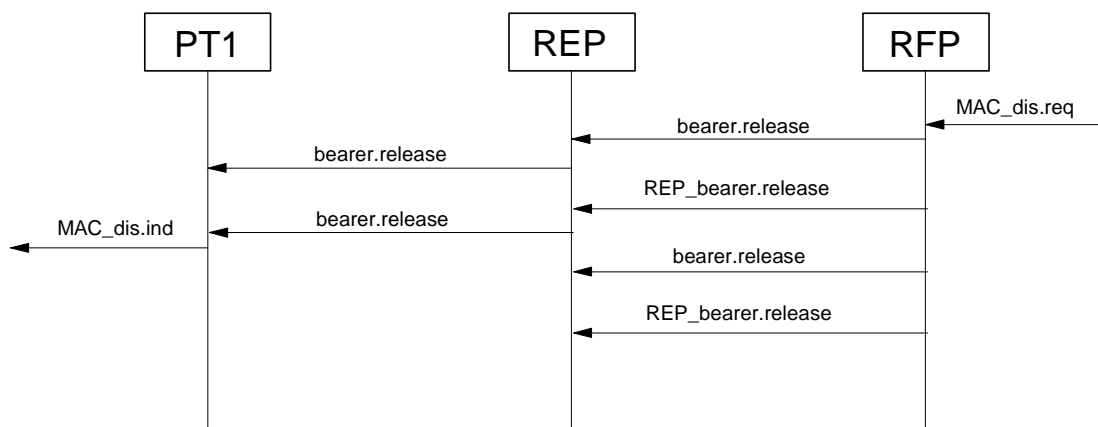 PT1
REP
RFP
MAC_dis.req
bearer.release
bearer.release
REP_bearer.release
bearer.release
MAC_dis.ind
bearer.release
REP_bearer.release